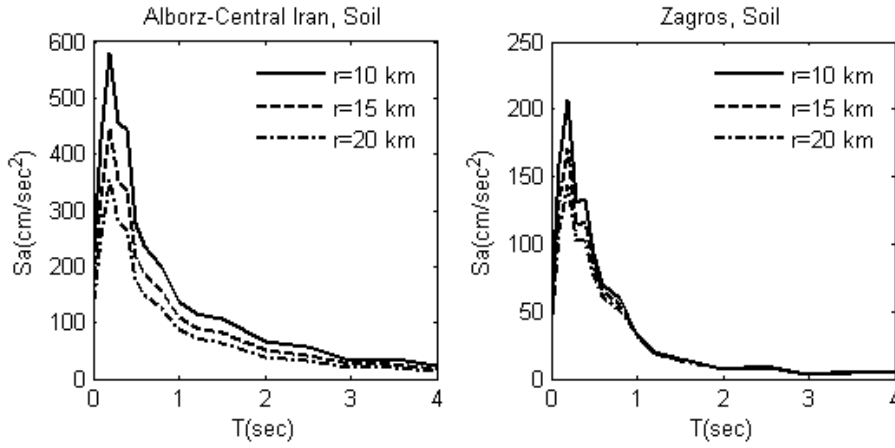 Alborz-Central Iran, Soil
600
500
400
300
200
100
0
Sa(cm/sec²)
r=10 km
r=15 km
r=20 km
0 1 2 3 4
T(sec)
Zagros, Soil
250
200
150
100
50
0
Sa(cm/sec²)
r=10 km
r=15 km
r=20 km
0 1 2 3 4
T(sec)